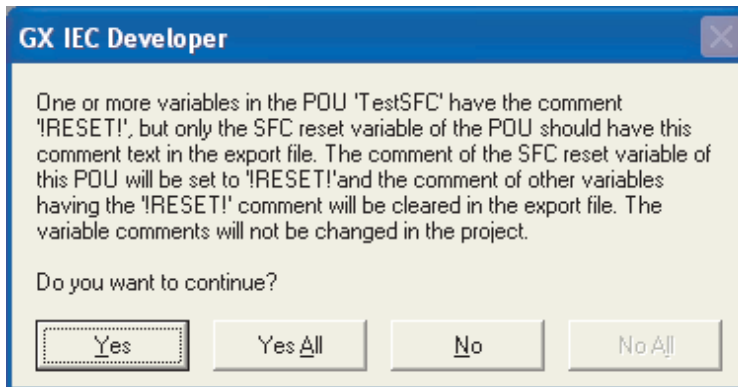 GX IEC Developer
One or more variables in the POU 'TestSFC' have the comment
'!RESET!', but only the SFC reset variable of the POU should have this
comment text in the export file. The comment of the SFC reset variable of
this POU will be set to '!RESET!'and the comment of other variables
having the '!RESET!' comment will be cleared in the export file. The
variable comments will not be changed in the project.
Do you want to continue?
Yes Yes All No No All